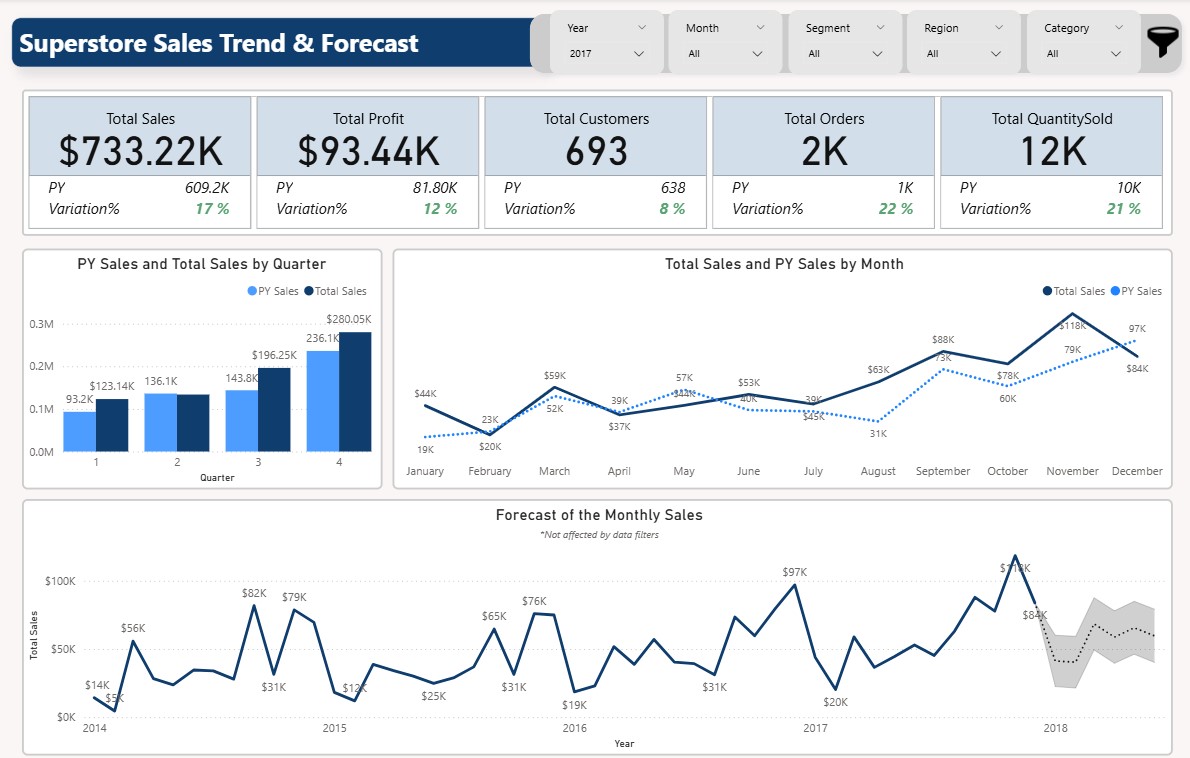 Superstore Sales Trend & Forecast
Year
2017
Month
All
Segment
All
Region
All
Category
All
Total Sales
$733.22K
PY 609.2K
Variation% 17 %
Total Profit
$93.44K
PY 81.80K
Variation% 12 %
Total Customers
693
PY 638
Variation% 8 %
Total Orders
2K
PY 1K
Variation% 22 %
Total QuantitySold
12K
PY 10K
Variation% 21 %
PY Sales and Total Sales by Quarter
PY Sales Total Sales
0.3M
0.2M
0.1M
0.0M
93.2K
$123.14K
136.1K
143.8K
$196.25K
236.1K
$280.05K
1 2 3 4
Quarter
Total Sales and PY Sales by Month
Total Sales PY Sales
$44K
19K
23K
$20K
$59K
52K
39K
$37K
57K
$44K
$53K
40K
39K
$45K
$63K
31K
$88K
73K
$78K
60K
$118K
79K
97K
$84K
January February March April May June July August September October November December
Forecast of the Monthly Sales
*Not affected by data filters
Total Sales
$100K
$50K
$0K
$14K
$5K
$56K
$82K
$31K
$79K
$12K
$25K
$65K
$31K
$76K
$19K
$31K
$97K
$20K
$118K
$84K
2014 2015 2016 2017 2018
Year